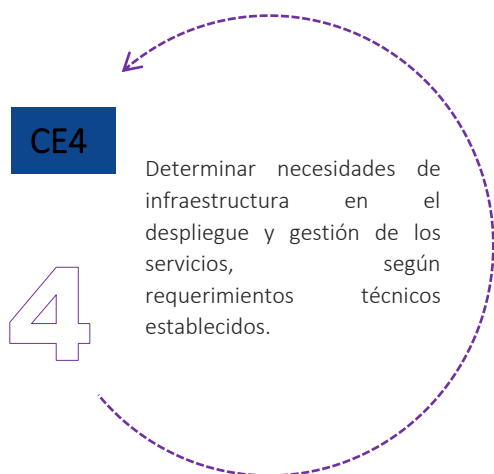 CE4
Determinar necesidades de
infraestructura en el
despliegue y gestión de los
servicios, según
requerimientos técnicos
establecidos.
4